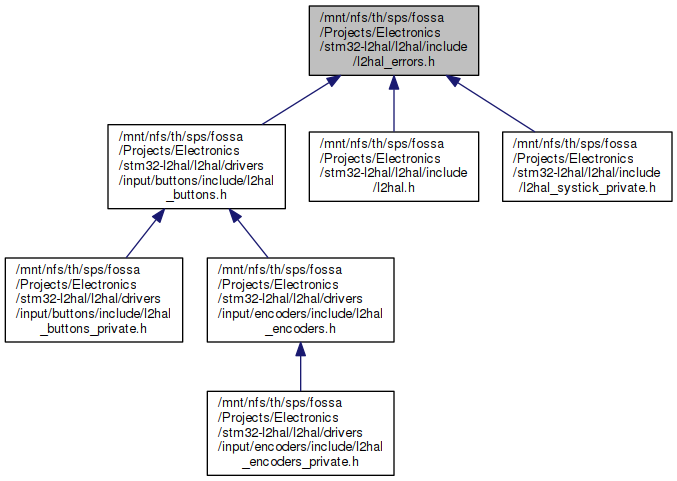 /mnt/nfs/th/sps/fossa
/Projects/Electronics
/stm32-l2hal/l2hal/include
/l2hal_errors.h
/mnt/nfs/th/sps/fossa
/Projects/Electronics
/stm32-l2hal/l2hal/drivers
/input/buttons/include/l2hal
_buttons.h
/mnt/nfs/th/sps/fossa
/Projects/Electronics
/stm32-l2hal/l2hal/include
/l2hal.h
/mnt/nfs/th/sps/fossa
/Projects/Electronics
/stm32-l2hal/l2hal/include
/l2hal_systick_private.h
/mnt/nfs/th/sps/fossa
/Projects/Electronics
/stm32-l2hal/l2hal/drivers
/input/buttons/include/l2hal
_buttons_private.h
/mnt/nfs/th/sps/fossa
/Projects/Electronics
/stm32-l2hal/l2hal/drivers
/input/encoders/include/l2hal
_encoders.h
/mnt/nfs/th/sps/fossa
/Projects/Electronics
/stm32-l2hal/l2hal/drivers
/input/encoders/include/l2hal
_encoders_private.h